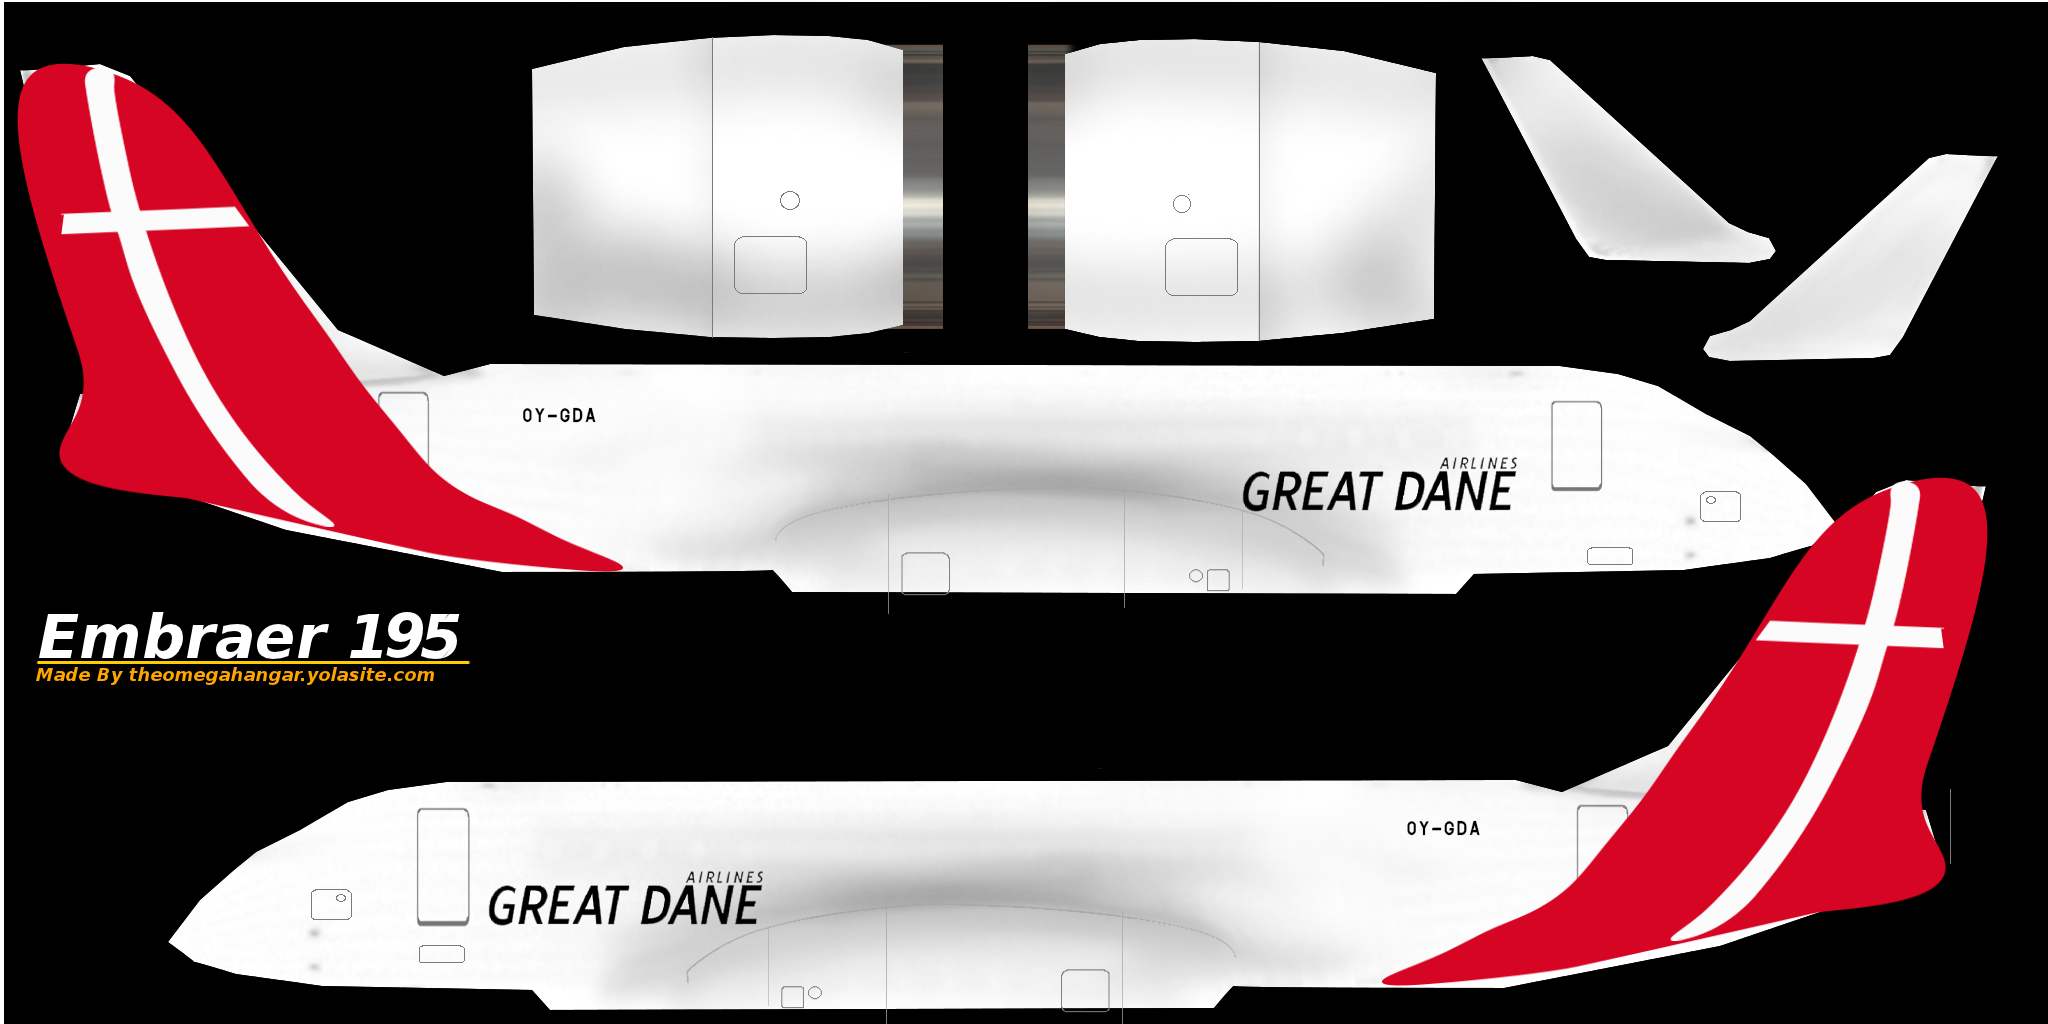 OY-GDA
AIRLINES
GREAT DANE
Embraer 195
Made By theomegahangar.yolasite.com
OY-GDA
AIRLINES
GREAT DANE